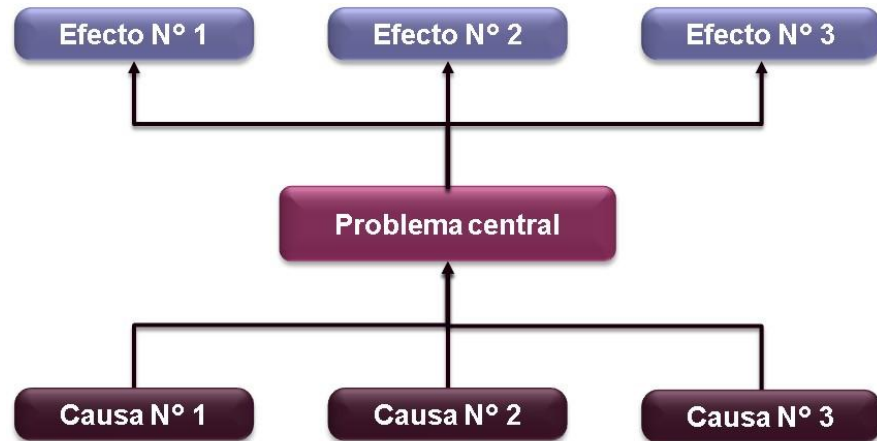 Efecto N° 1
Efecto N° 2
Efecto N° 3
Problema central
Causa N° 1
Causa N° 2
Causa N° 3